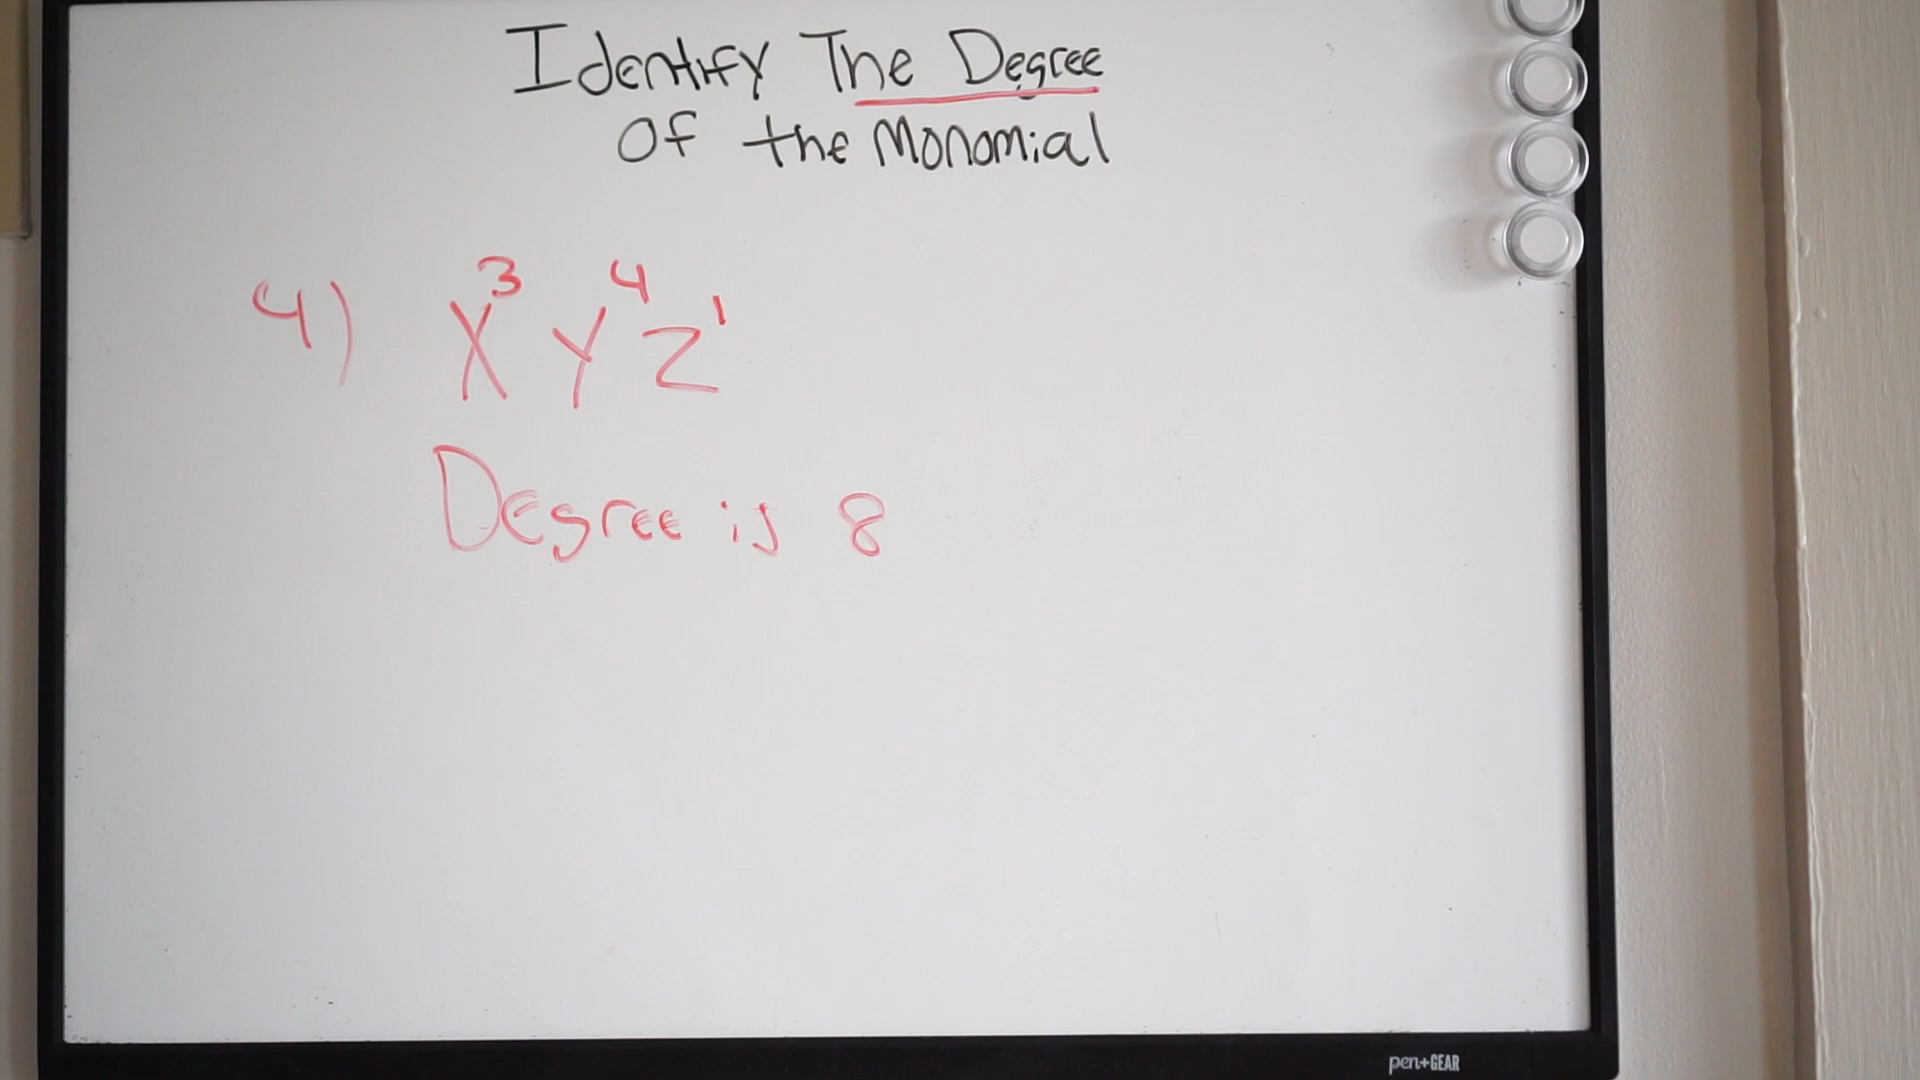 Identify The Degree
Of the Monomial
4) X³ Y⁴ Z¹
Degree is 8
pen+GEAR